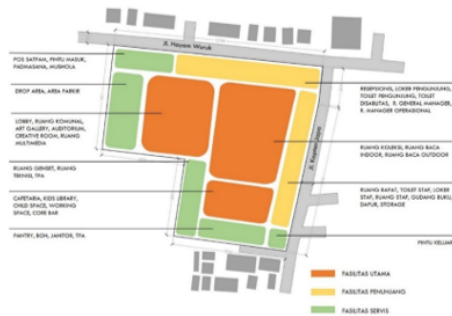 Jl. Hayam Wuruk
POS SATPAM, PINTU MASUK,
PADMASANA, MUSHOLA
DROP AREA, AREA PARKIR
LOBBY, RUANG KOMUNAL,
ART GALLERY, AUDITORIUM,
CREATIVE ROOM, RUANG
MULTIMEDIA
RUANG GENSET, RUANG
TEKNISI, TPA
CAFETARIA, KIDS LIBRARY,
CHILD SPACE, WORKING
SPACE, CORE BAR
PANTRY, BOH, JANITOR, TPA
RESEPSIONIS, LOKER PENGUNJUNG,
TOILET PENGUNJUNG, TOILET
DISABILITAS, R. GENERAL MANAGER,
R. MANAGER OPERASIONAL
RUANG KOLEKSI, RUANG BACA
INDOOR, RUANG BACA OUTDOOR
RUANG RAPAT, TOILET STAF, LOKER
STAF, RUANG STAF, GUDANG BUKU,
DAPUR, STORAGE
PINTU KELUAR
FASILITAS UTAMA
FASILITAS PENUNJANG
FASILITAS SERVIS